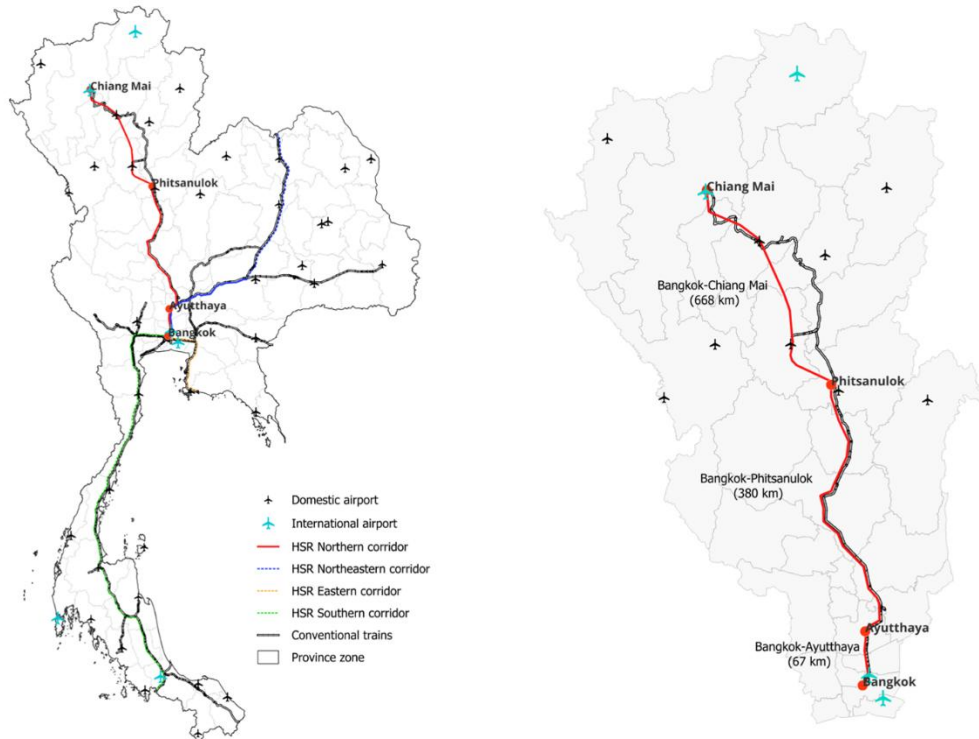 Chiang Mai
Phitsanulok
Ayutthaya
Bangkok
Domestic airport
International airport
HSR Northern corridor
HSR Northeastern corridor
HSR Eastern corridor
HSR Southern corridor
Conventional trains
Province zone
Chiang Mai
Bangkok-Chiang Mai
(668 km)
Phitsanulok
Bangkok-Phitsanulok
(380 km)
Ayutthaya
Bangkok-Ayutthaya
(67 km)
Bangkok